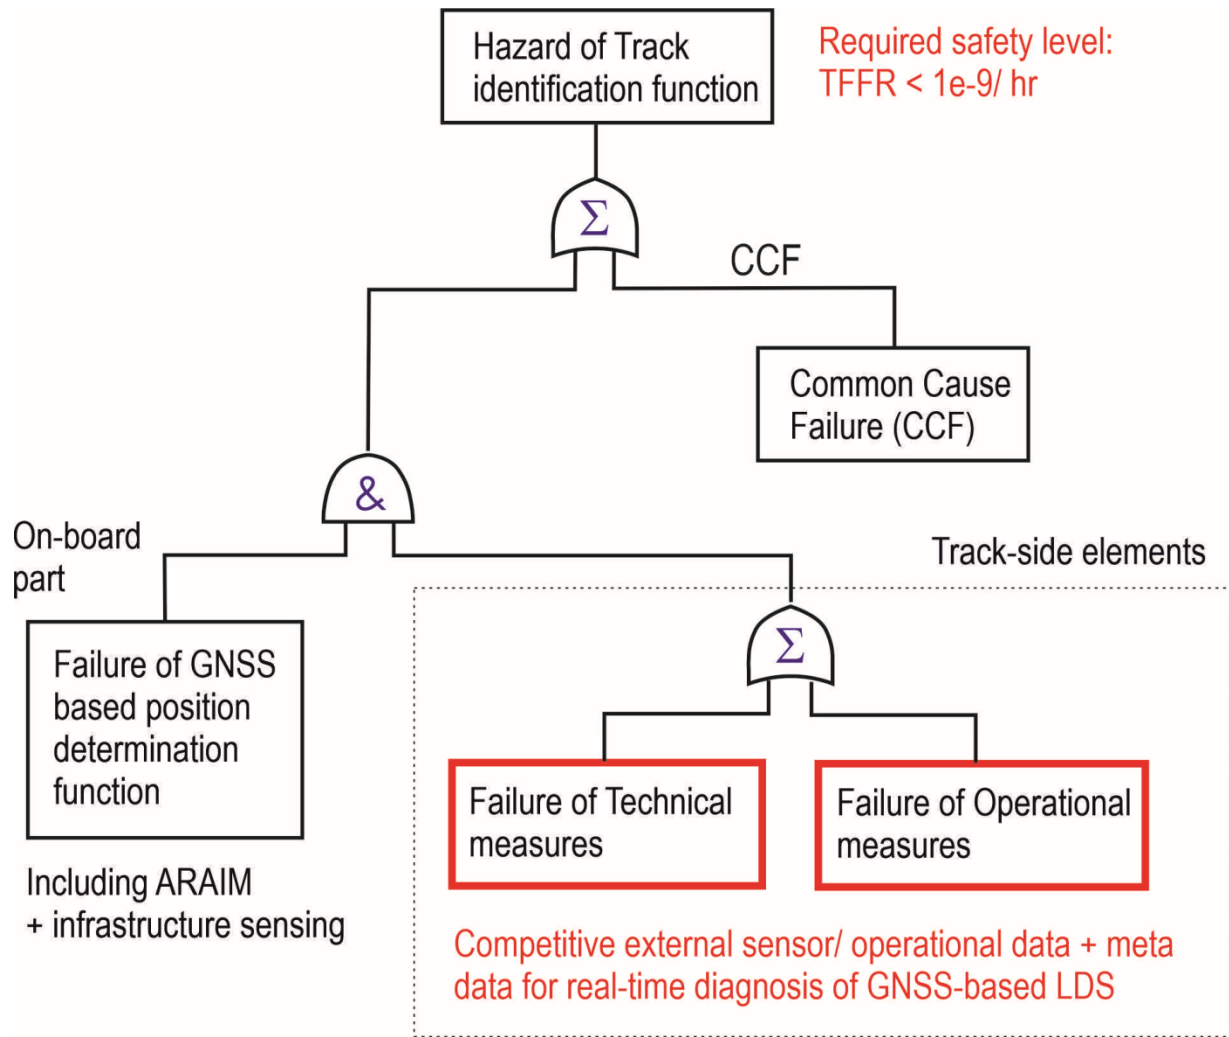 Hazard of Track
identification function
Required safety level:
TFFR < 1e-9/ hr
Σ
CCF
Common Cause
Failure (CCF)
&
On-board
part
Track-side elements
Failure of GNSS
based position
determination
function
Σ
Failure of Technical
measures
Failure of Operational
measures
Including ARAIM
+ infrastructure sensing
Competitive external sensor/ operational data + meta
data for real-time diagnosis of GNSS-based LDS